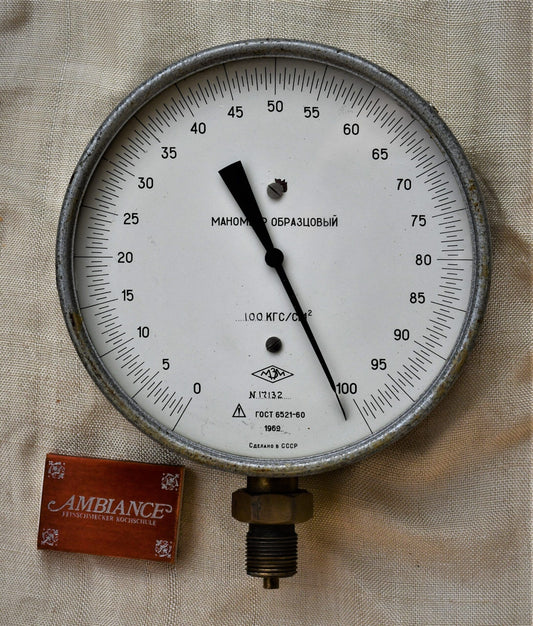 50
45 55
40 60
35 65
30 70
25 75
20 80
15 85
10 90
5 95
0 100
МАНОМЕТР ОБРАЗЦОВЫЙ
100 КГС/СМ²
МЗМ
№ 17132
ГОСТ 6521-60
1969
СДЕЛАНО В СССР
AMBIANCE
FEINSCHMECKER KOCHSCHULE